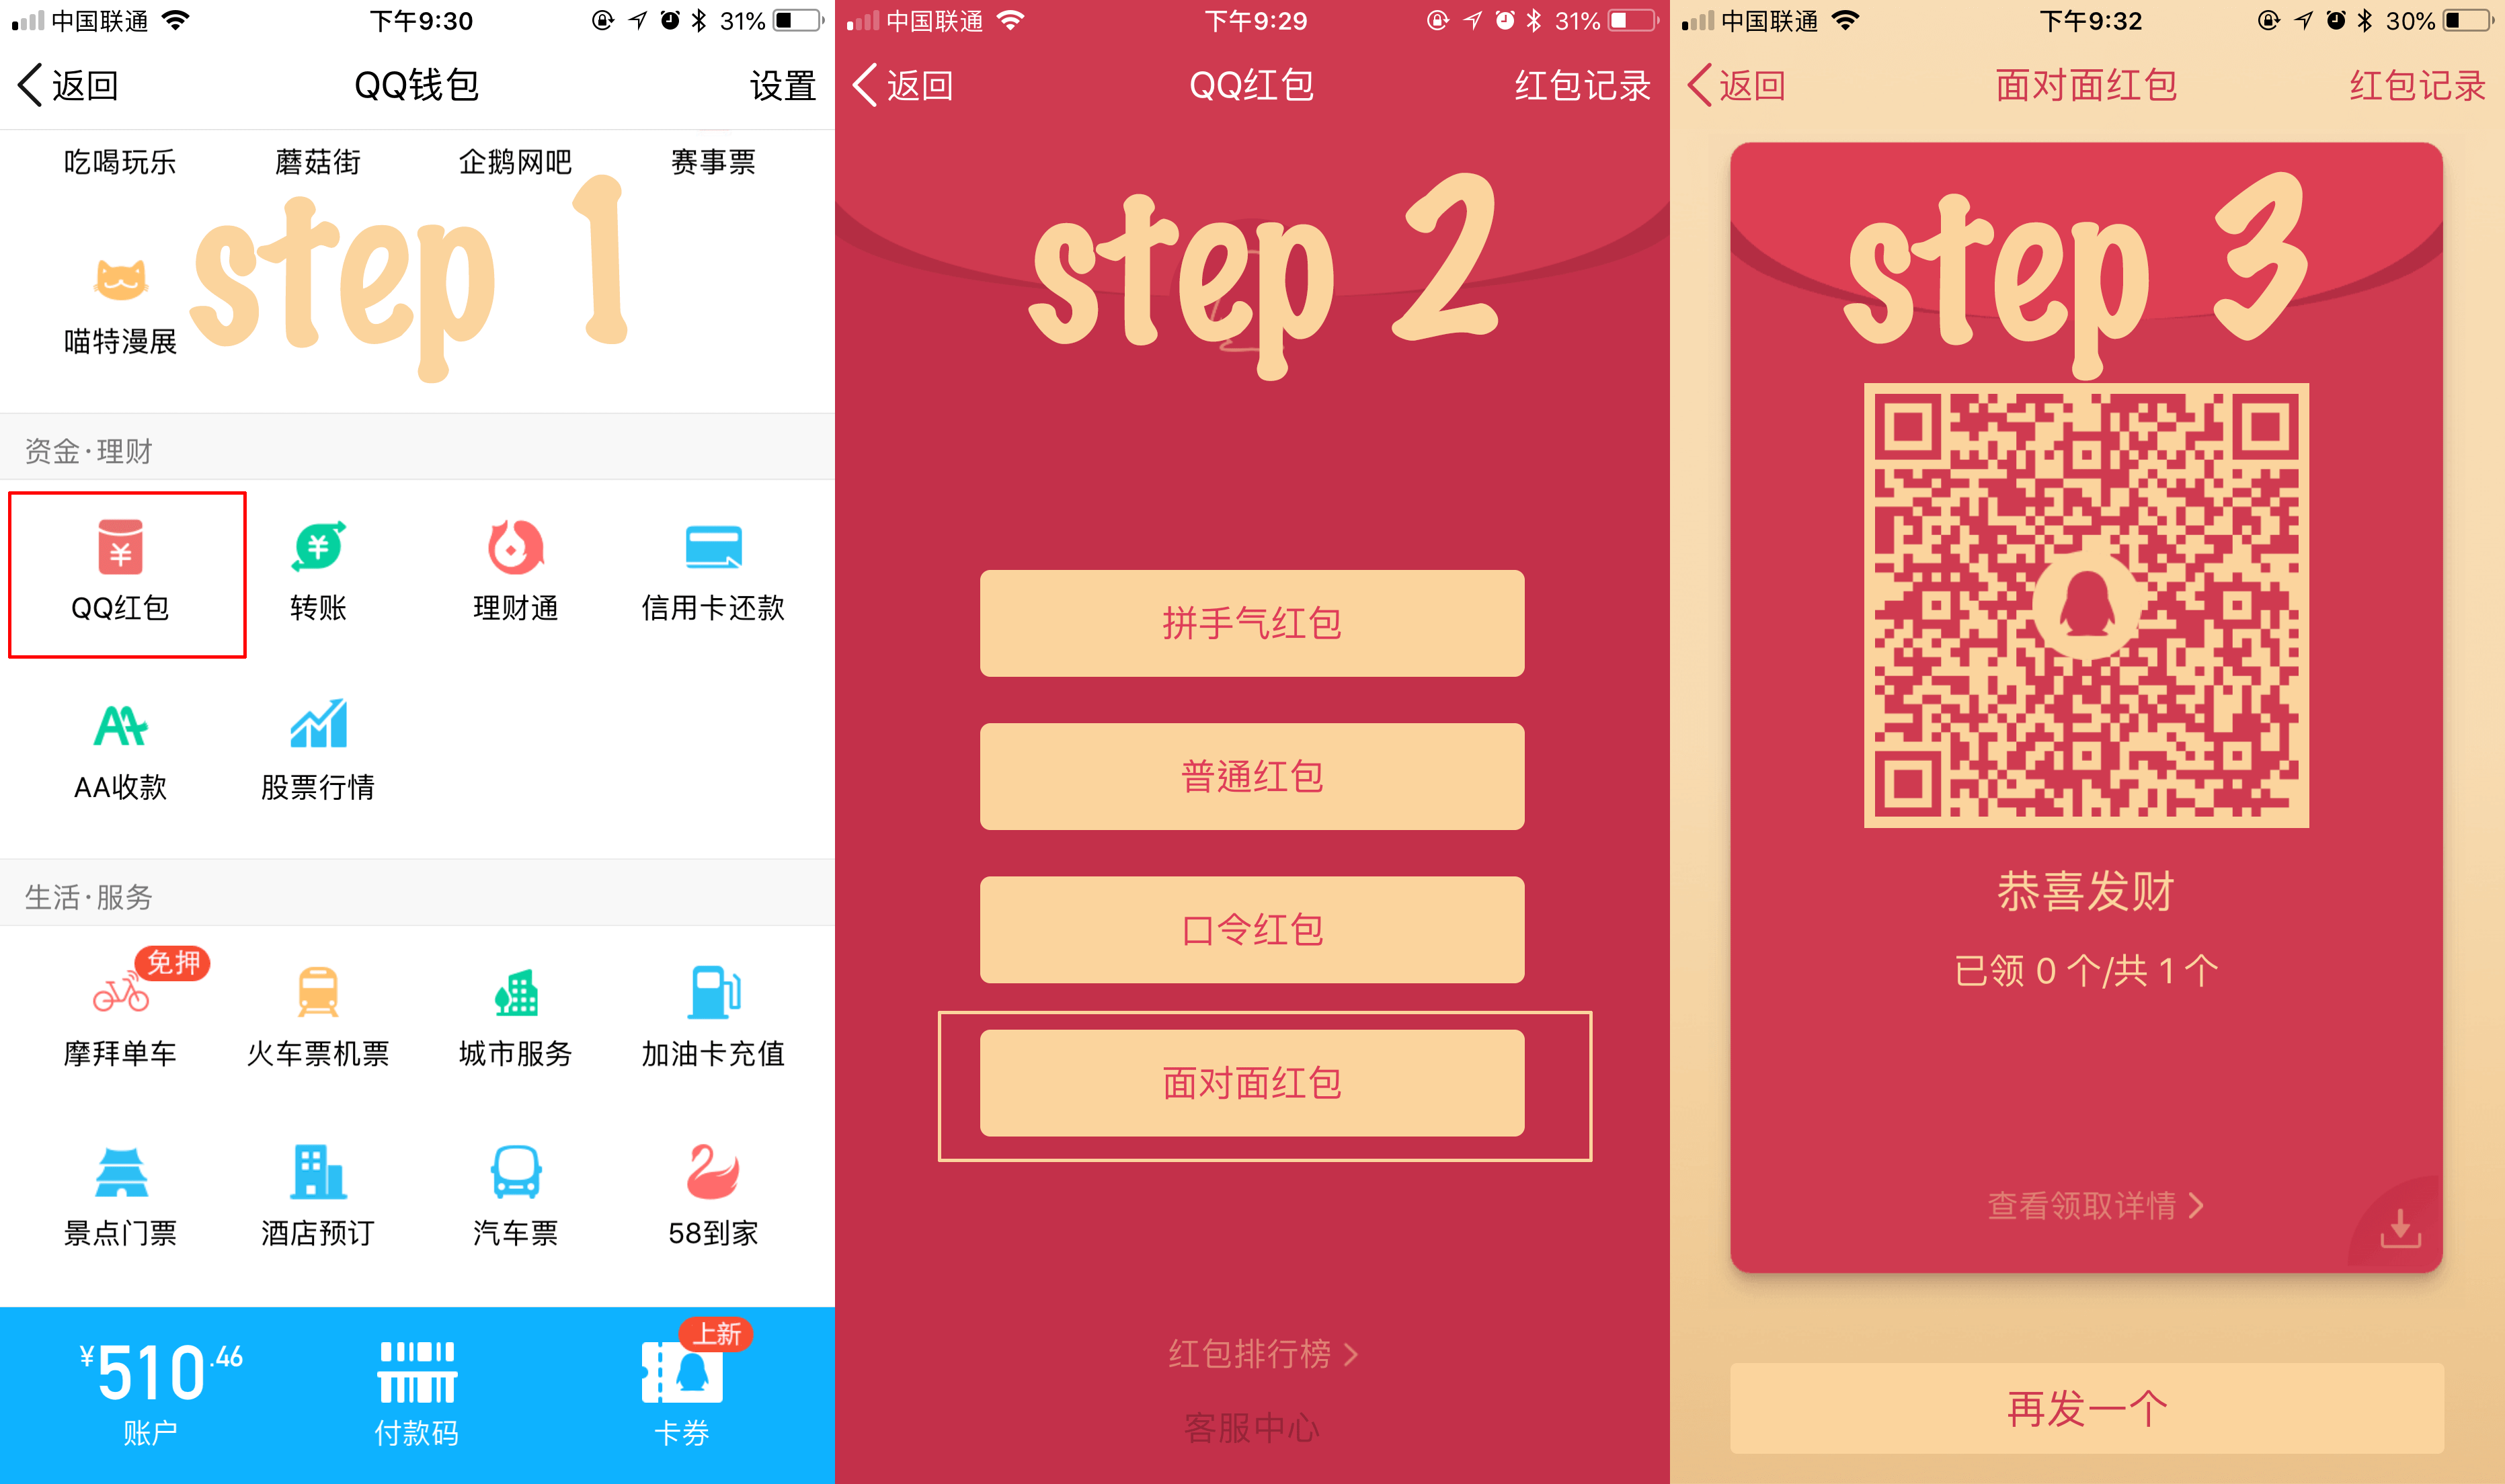 中国联通
下午9:30
31%
返回
QQ钱包
设置
吃喝玩乐
蘑菇街
企鹅网吧
赛事票
step 1
喵特漫展
资金·理财
QQ红包
转账
理财通
信用卡还款
AA收款
股票行情
生活·服务
免押
摩拜单车
火车票机票
城市服务
加油卡充值
景点门票
酒店预订
汽车票
58到家
¥510.46
账户
付款码
上新
卡券
中国联通
下午9:29
31%
返回
QQ红包
红包记录
step 2
拼手气红包
普通红包
口令红包
面对面红包
红包排行榜
客服中心
中国联通
下午9:32
30%
返回
面对面红包
红包记录
step 3
恭喜发财
已领 0 个/共 1 个
查看领取详情
再发一个